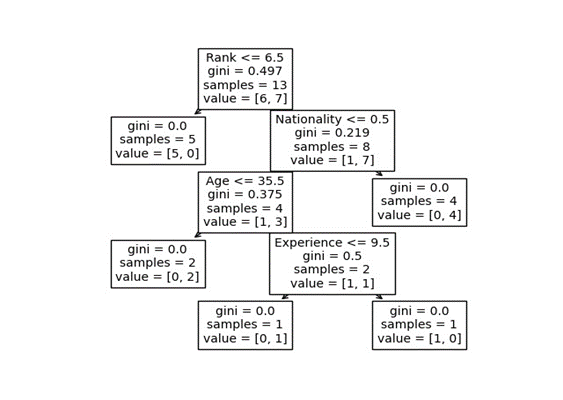 Rank <= 6.5
gini = 0.497
samples = 13
value = [6, 7]
gini = 0.0
samples = 5
value = [5, 0]
Nationality <= 0.5
gini = 0.219
samples = 8
value = [1, 7]
Age <= 35.5
gini = 0.375
samples = 4
value = [1, 3]
gini = 0.0
samples = 4
value = [0, 4]
gini = 0.0
samples = 2
value = [0, 2]
Experience <= 9.5
gini = 0.5
samples = 2
value = [1, 1]
gini = 0.0
samples = 1
value = [0, 1]
gini = 0.0
samples = 1
value = [1, 0]